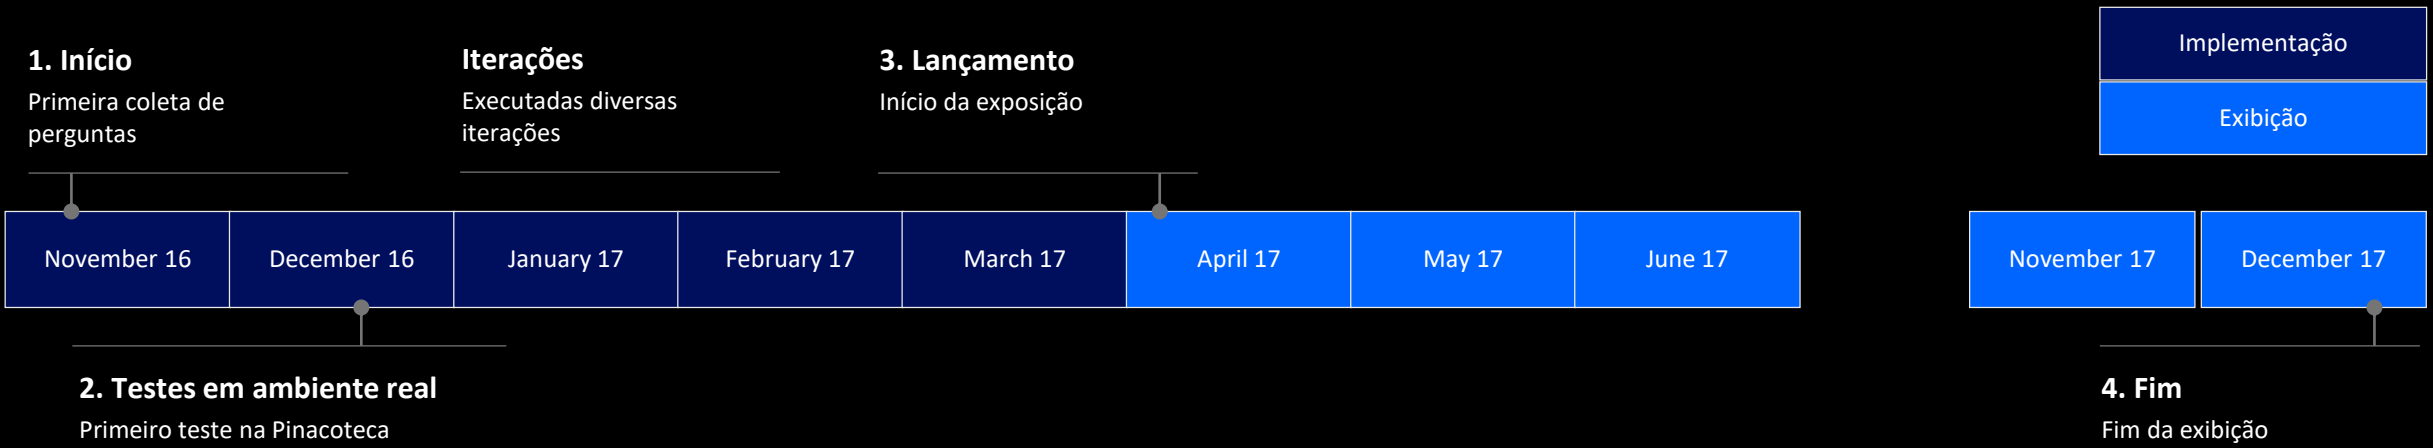 1. Início
Primeira coleta de
perguntas
Iterações
Executadas diversas
iterações
3. Lançamento
Início da exposição
Implementação
Exibição
November 16
December 16
January 17
February 17
March 17
April 17
May 17
June 17
November 17
December 17
2. Testes em ambiente real
Primeiro teste na Pinacoteca
4. Fim
Fim da exibição